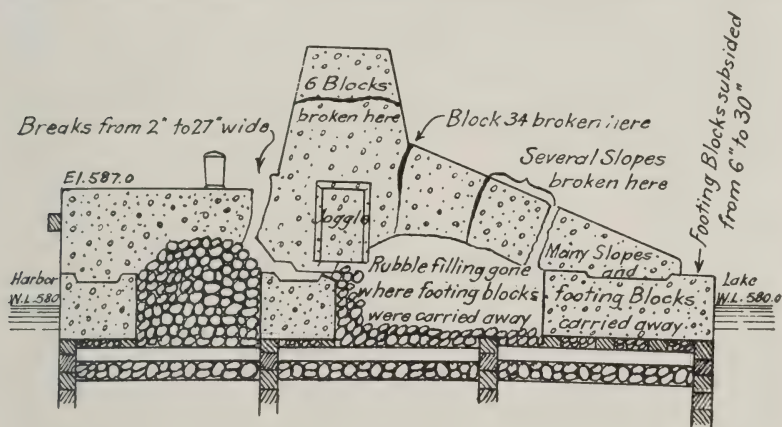 6 Blocks
broken here
Breaks from 2" to 27" wide
Block 34 broken here
Several Slopes
broken here
Footing Blocks subsided
from 6" to 30"
El. 587.0
Joggle
Many Slopes
and
footing Blocks
carried away
Rubble filling gone
where footing blocks
were carried away
Harbor
W.L. 580
Lake
W.L. 580.0